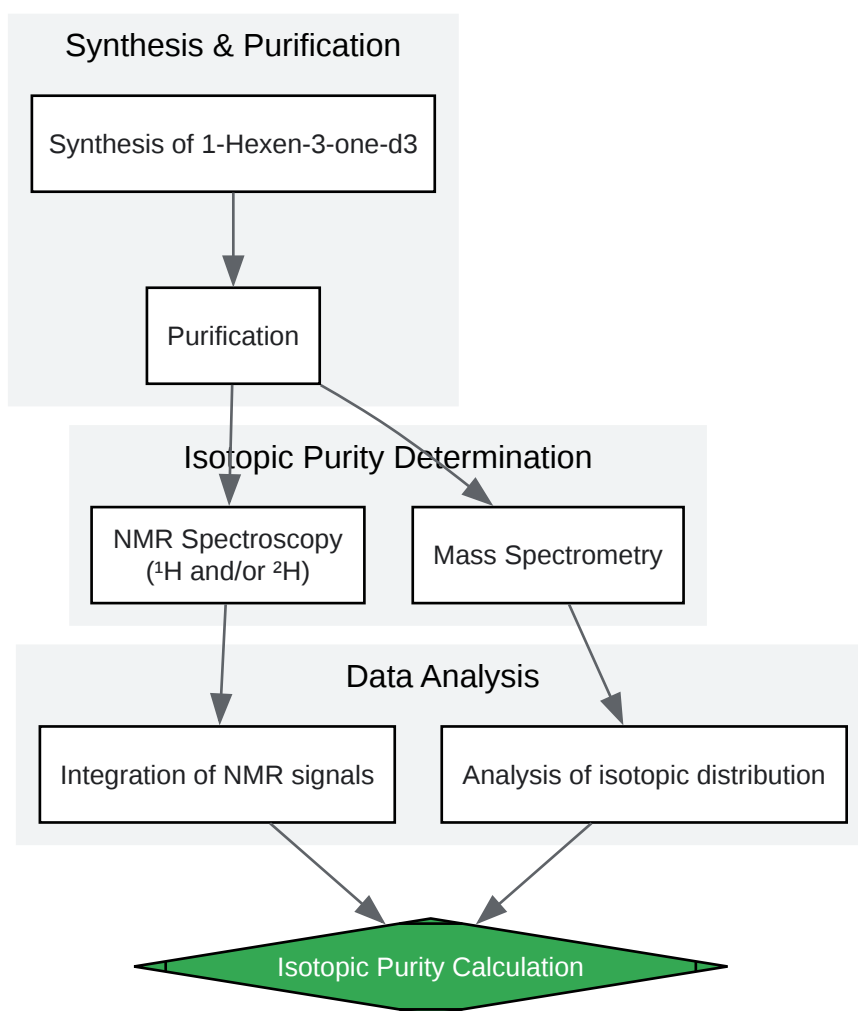 Synthesis & Purification
Synthesis of 1-Hexen-3-one-d3
Purification
Isotopic Purity Determination
NMR Spectroscopy
(¹H and/or ²H)
Mass Spectrometry
Data Analysis
Integration of NMR signals
Analysis of isotopic distribution
Isotopic Purity Calculation